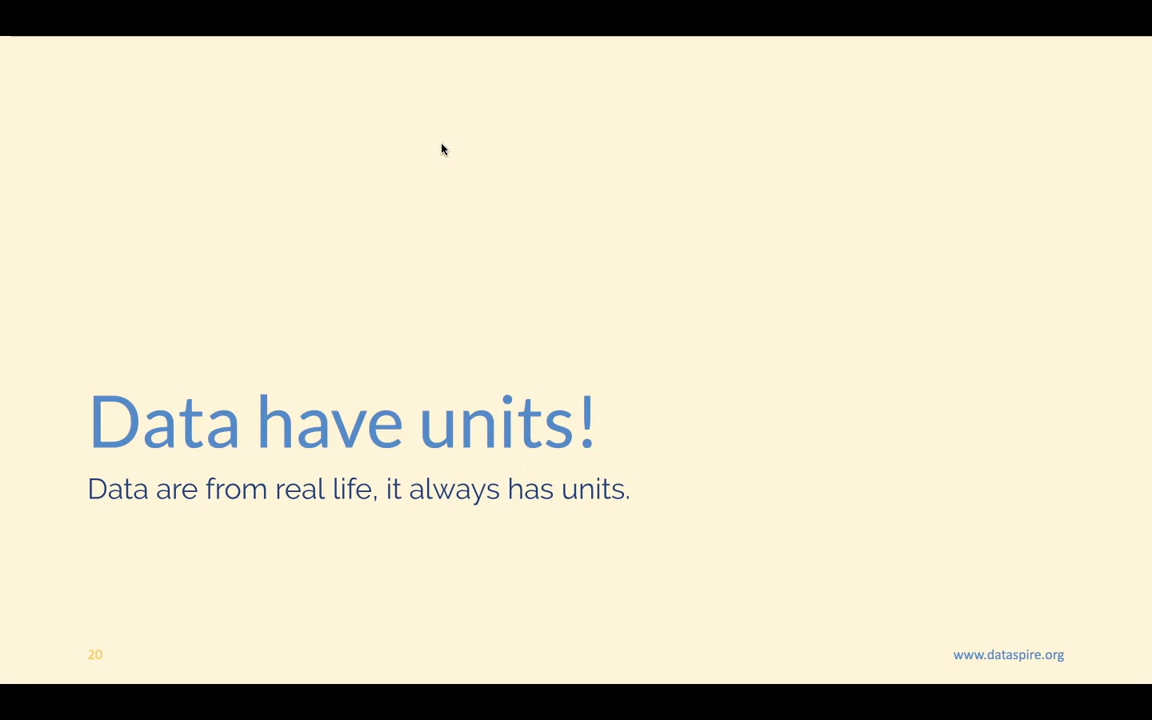 Data have units!
Data are from real life, it always has units.
20
www.dataspire.org